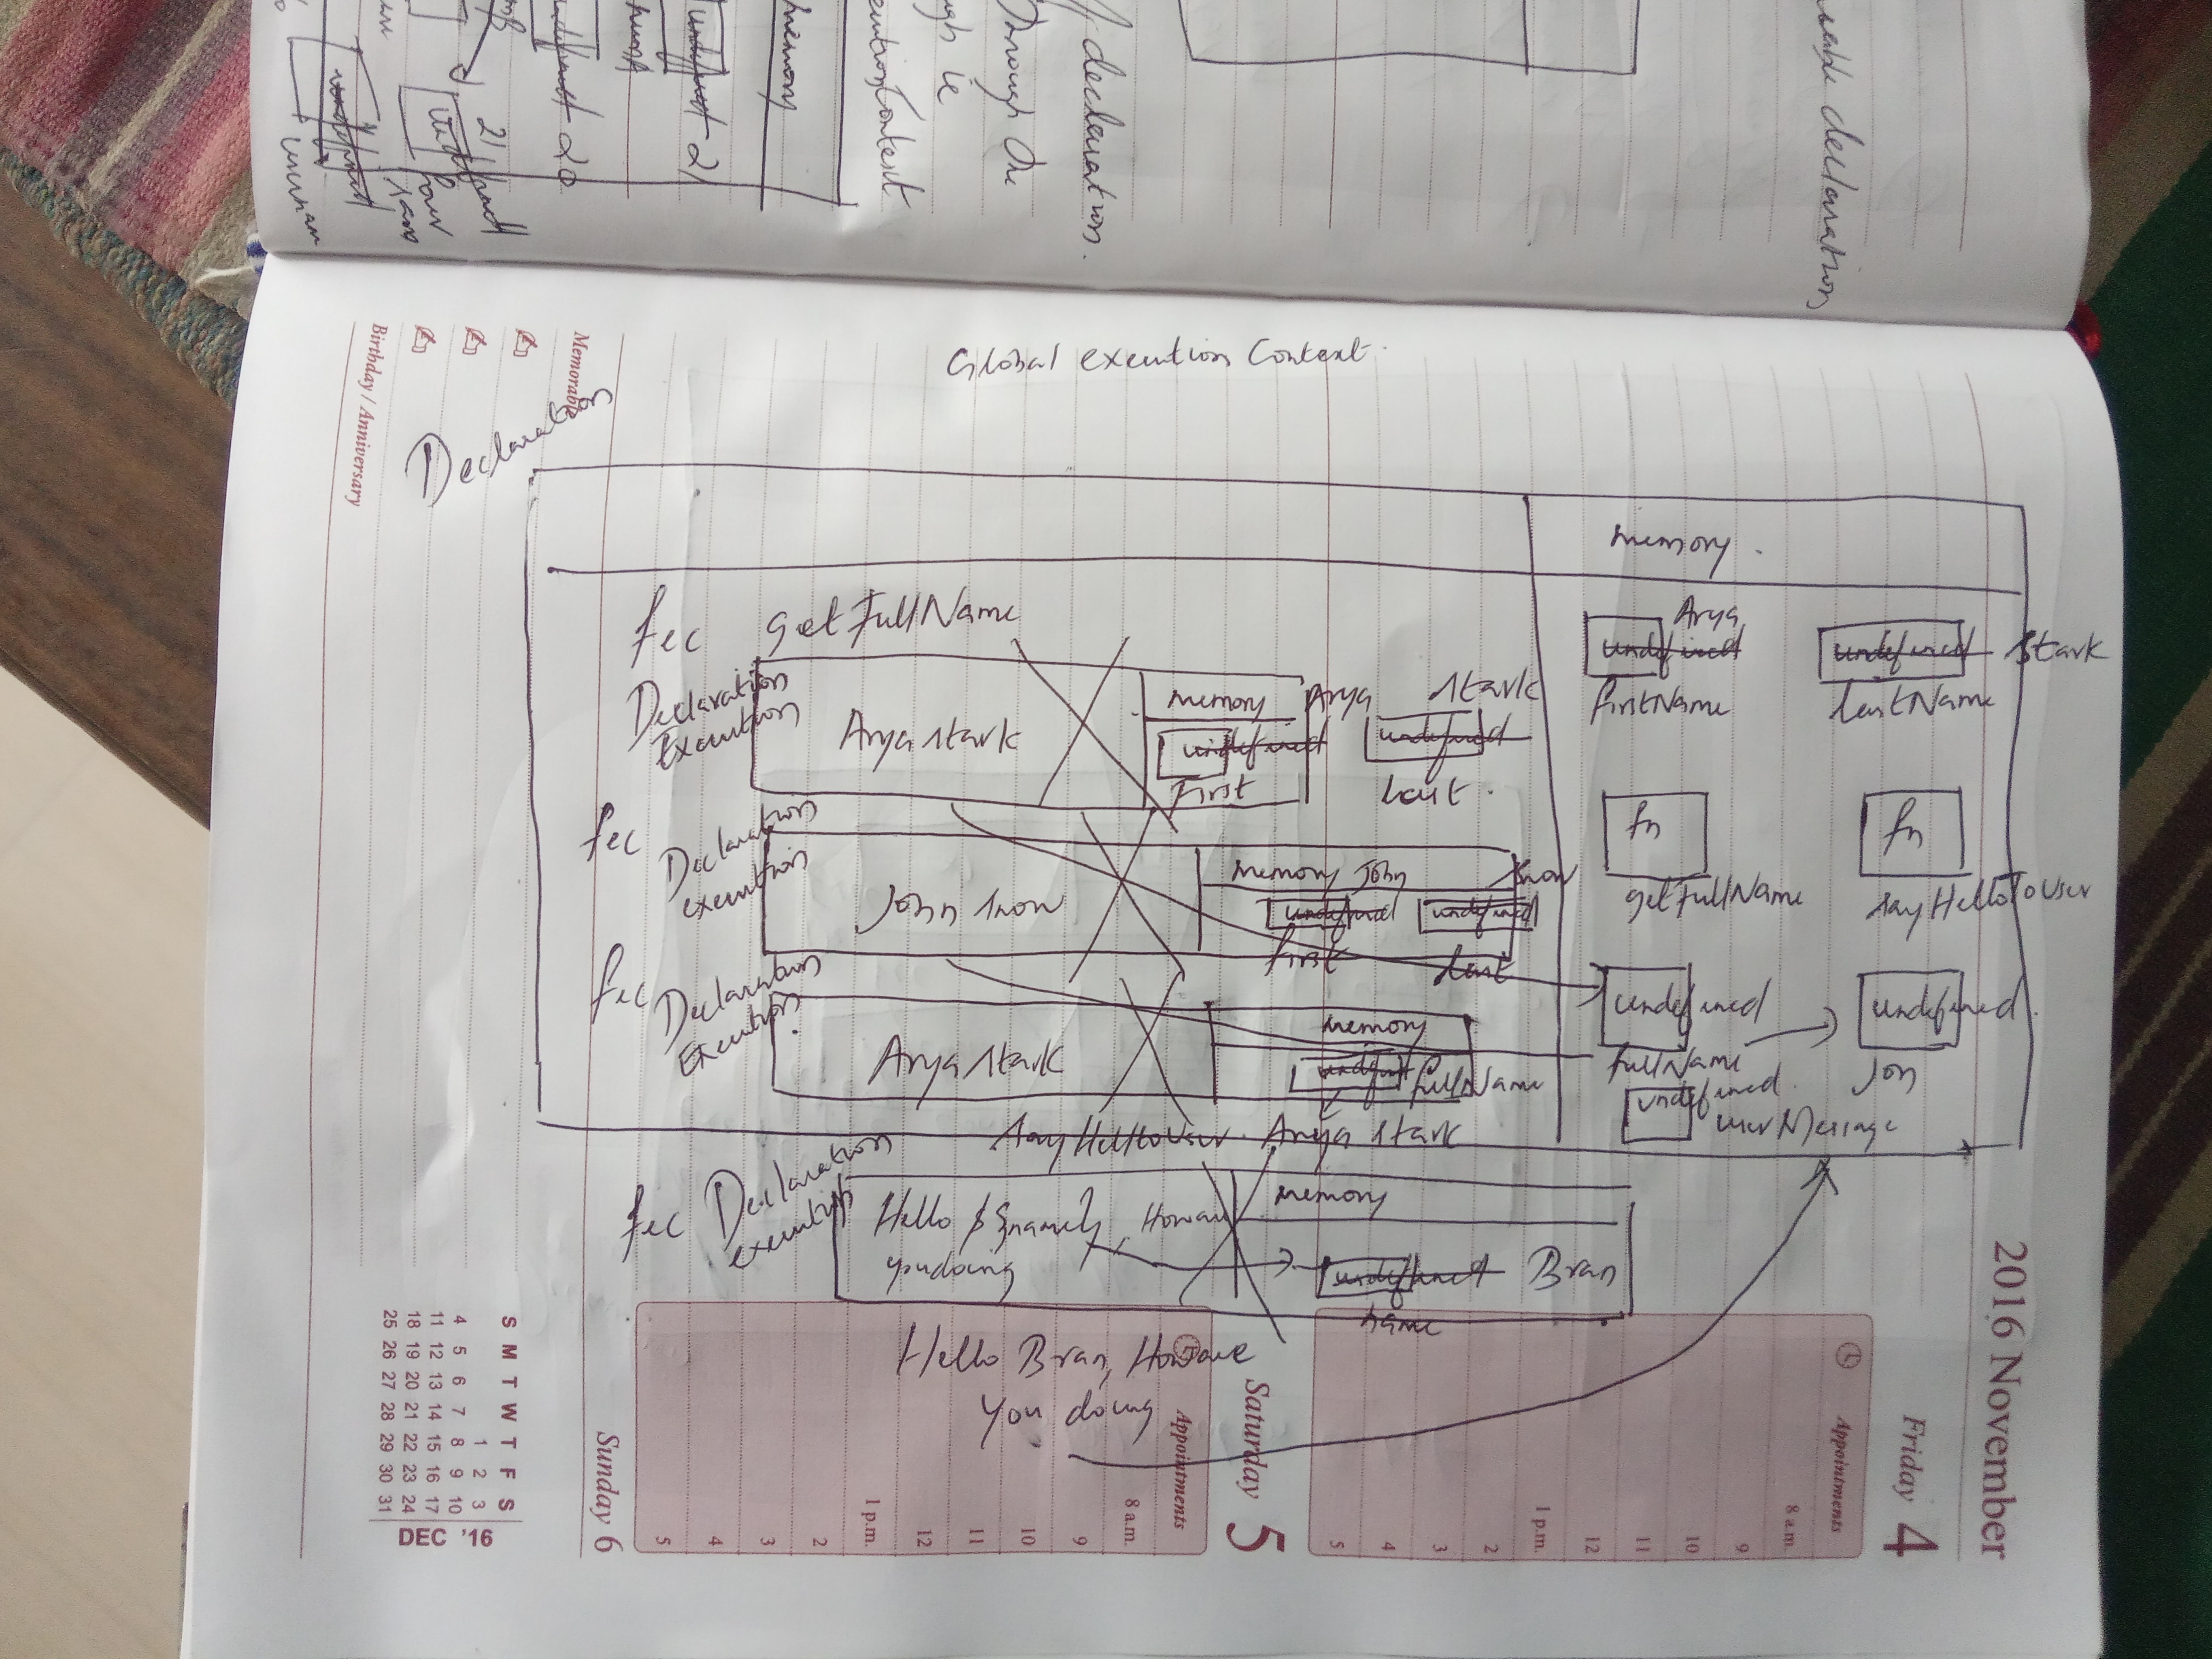 variable declaration
declaration.
Through the
Context
memory
undefined 21
undefined 20
21
Global execution Context.
Declaration
memory.
fec getFullName
Declaration
Execution
Arya stark
memory
undefined
First
Arya
stark
undefined
Last.
Arya
undefined
firstName
undefined
stark
lastName
fn
getFullName
fn
sayHelloToUser
fec
Declaration
execution
John snow
memory John
snow
undefined
first
undefined
last
undefined
fullName
undefined.
Jon
undefined.
userMessage
fec
Declaration
Execution
Arya stark
memory
fullName
sayHelltoUser. Arya stark
fec Declaration
execution
Hello ${name}, How are
you doing
memory
undefined Bran
name
Hello Bran, How are
you doing
2016 November
Friday 4
Appointments
8 a.m.
9
10
11
12
1 p.m.
2
3
4
5
Saturday 5
Appointments
8 a.m.
9
10
11
12
1 p.m.
2
3
4
5
Sunday 6
Memorable
Birthday / Anniversary
S M T W T F S
1 2 3
4 5 6 7 8 9 10
11 12 13 14 15 16 17
18 19 20 21 22 23 24
25 26 27 28 29 30 31
DEC '16